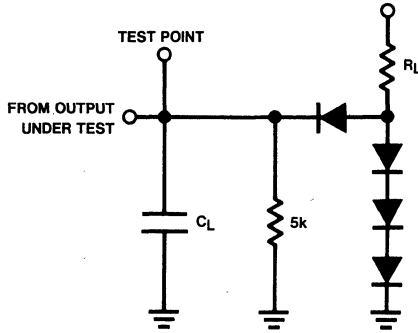 TEST POINT
FROM OUTPUT
UNDER TEST
RL
CL
5k